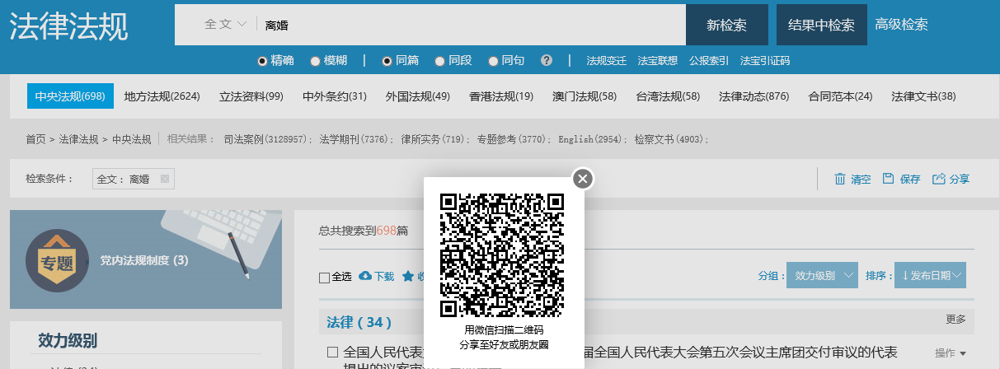 法律法规
全文 离婚 新检索 结果中检索 高级检索
精确 模糊 | 同篇 同段 同句 ? | 法规变迁 法宝联想 公报索引 法宝引证码
中央法规(698) 地方法规(2624) 立法资料(99) 中外条约(31) 外国法规(49) 香港法规(19) 澳门法规(58) 台湾法规(58) 法律动态(876) 合同范本(24) 法律文书(38)
首页 > 法律法规 > 中央法规 相关结果： 司法案例(3128957)； 法学期刊(7376)； 律所实务(719)； 专题参考(3770)； English(2954)； 检察文书(4903)；
检索条件： 全文： 离婚 清空 保存 分享
专题 党内法规制度 (3)
总共搜索到698篇
全选 下载 分组： 效力级别 排序： ↓发布日期
法律（34） 更多
全国人民代表 届全国人民代表大会第五次会议主席团交付审议的代表 操作
提出的议案
效力级别
用微信扫描二维码
分享至好友或朋友圈